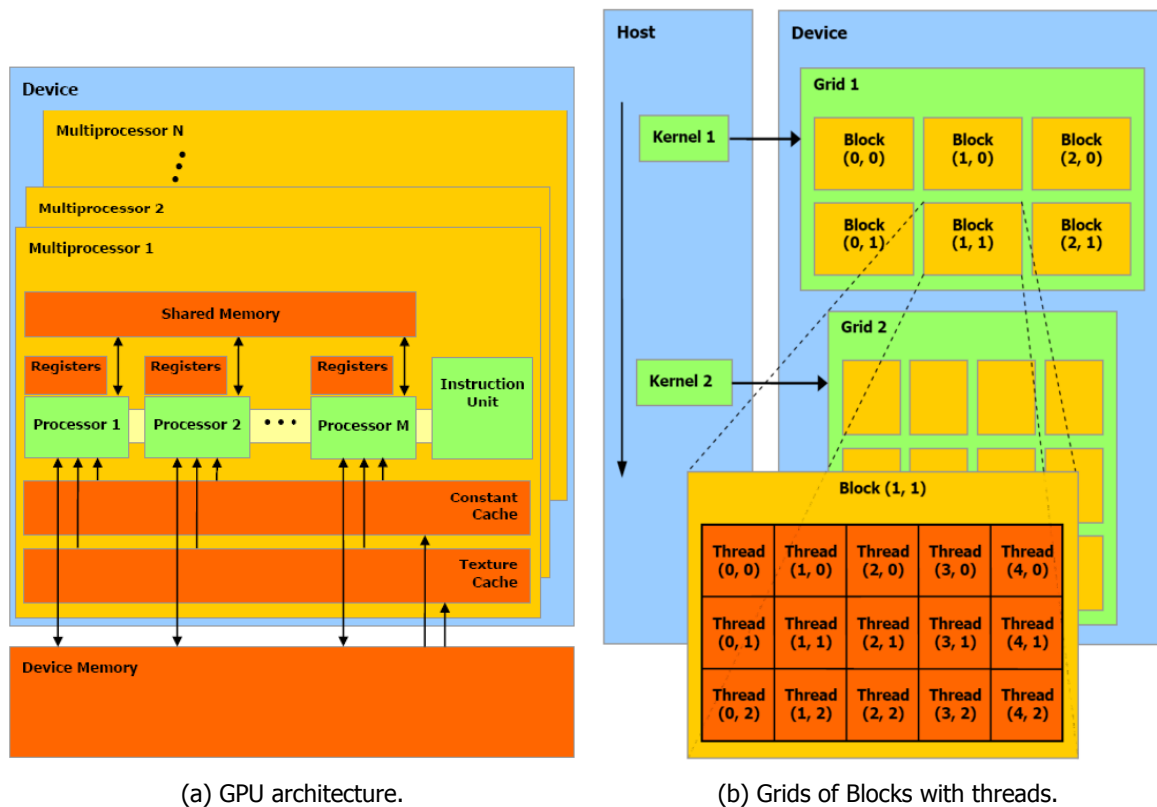 Device
Multiprocessor N
Multiprocessor 2
Multiprocessor 1
Shared Memory
Registers
Registers
Registers
Instruction
Unit
Processor 1
Processor 2
Processor M
Constant
Cache
Texture
Cache
Device Memory
(a) GPU architecture.
Host
Device
Grid 1
Kernel 1
Block
(0, 0)
Block
(1, 0)
Block
(2, 0)
Block
(0, 1)
Block
(1, 1)
Block
(2, 1)
Grid 2
Kernel 2
Block (1, 1)
Thread
(0, 0)
Thread
(1, 0)
Thread
(2, 0)
Thread
(3, 0)
Thread
(4, 0)
Thread
(0, 1)
Thread
(1, 1)
Thread
(2, 1)
Thread
(3, 1)
Thread
(4, 1)
Thread
(0, 2)
Thread
(1, 2)
Thread
(2, 2)
Thread
(3, 2)
Thread
(4, 2)
(b) Grids of Blocks with threads.